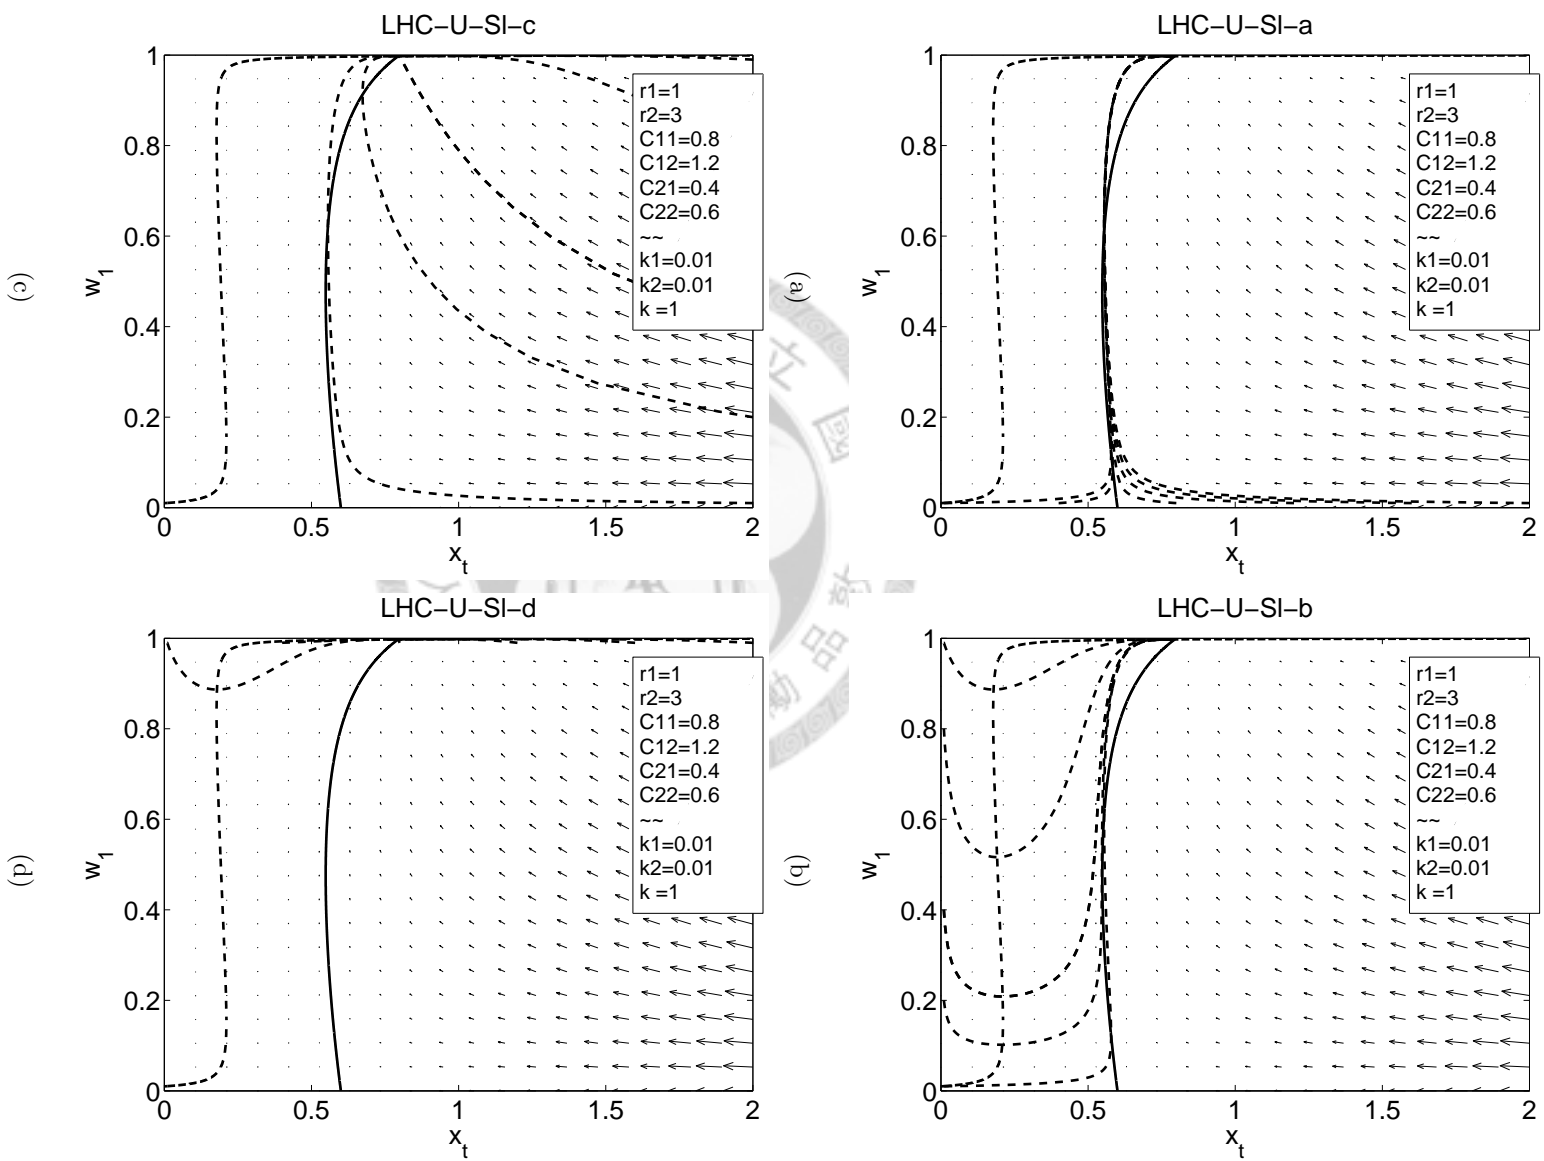 LHC−U−SI−c
r1=1
r2=3
C11=0.8
C12=1.2
C21=0.4
C22=0.6
~~
k1=0.01
k2=0.01
k =1
1
0.8
0.6
0.4
0.2
0
w1
0 0.5 1 1.5 2
xt
(c)
LHC−U−SI−a
r1=1
r2=3
C11=0.8
C12=1.2
C21=0.4
C22=0.6
~~
k1=0.01
k2=0.01
k =1
1
0.8
0.6
0.4
0.2
0
w1
0 0.5 1 1.5 2
xt
(a)
LHC−U−SI−d
r1=1
r2=3
C11=0.8
C12=1.2
C21=0.4
C22=0.6
~~
k1=0.01
k2=0.01
k =1
1
0.8
0.6
0.4
0.2
0
w1
0 0.5 1 1.5 2
xt
(d)
LHC−U−SI−b
r1=1
r2=3
C11=0.8
C12=1.2
C21=0.4
C22=0.6
~~
k1=0.01
k2=0.01
k =1
1
0.8
0.6
0.4
0.2
0
w1
0 0.5 1 1.5 2
xt
(b)
立
國
品
勵